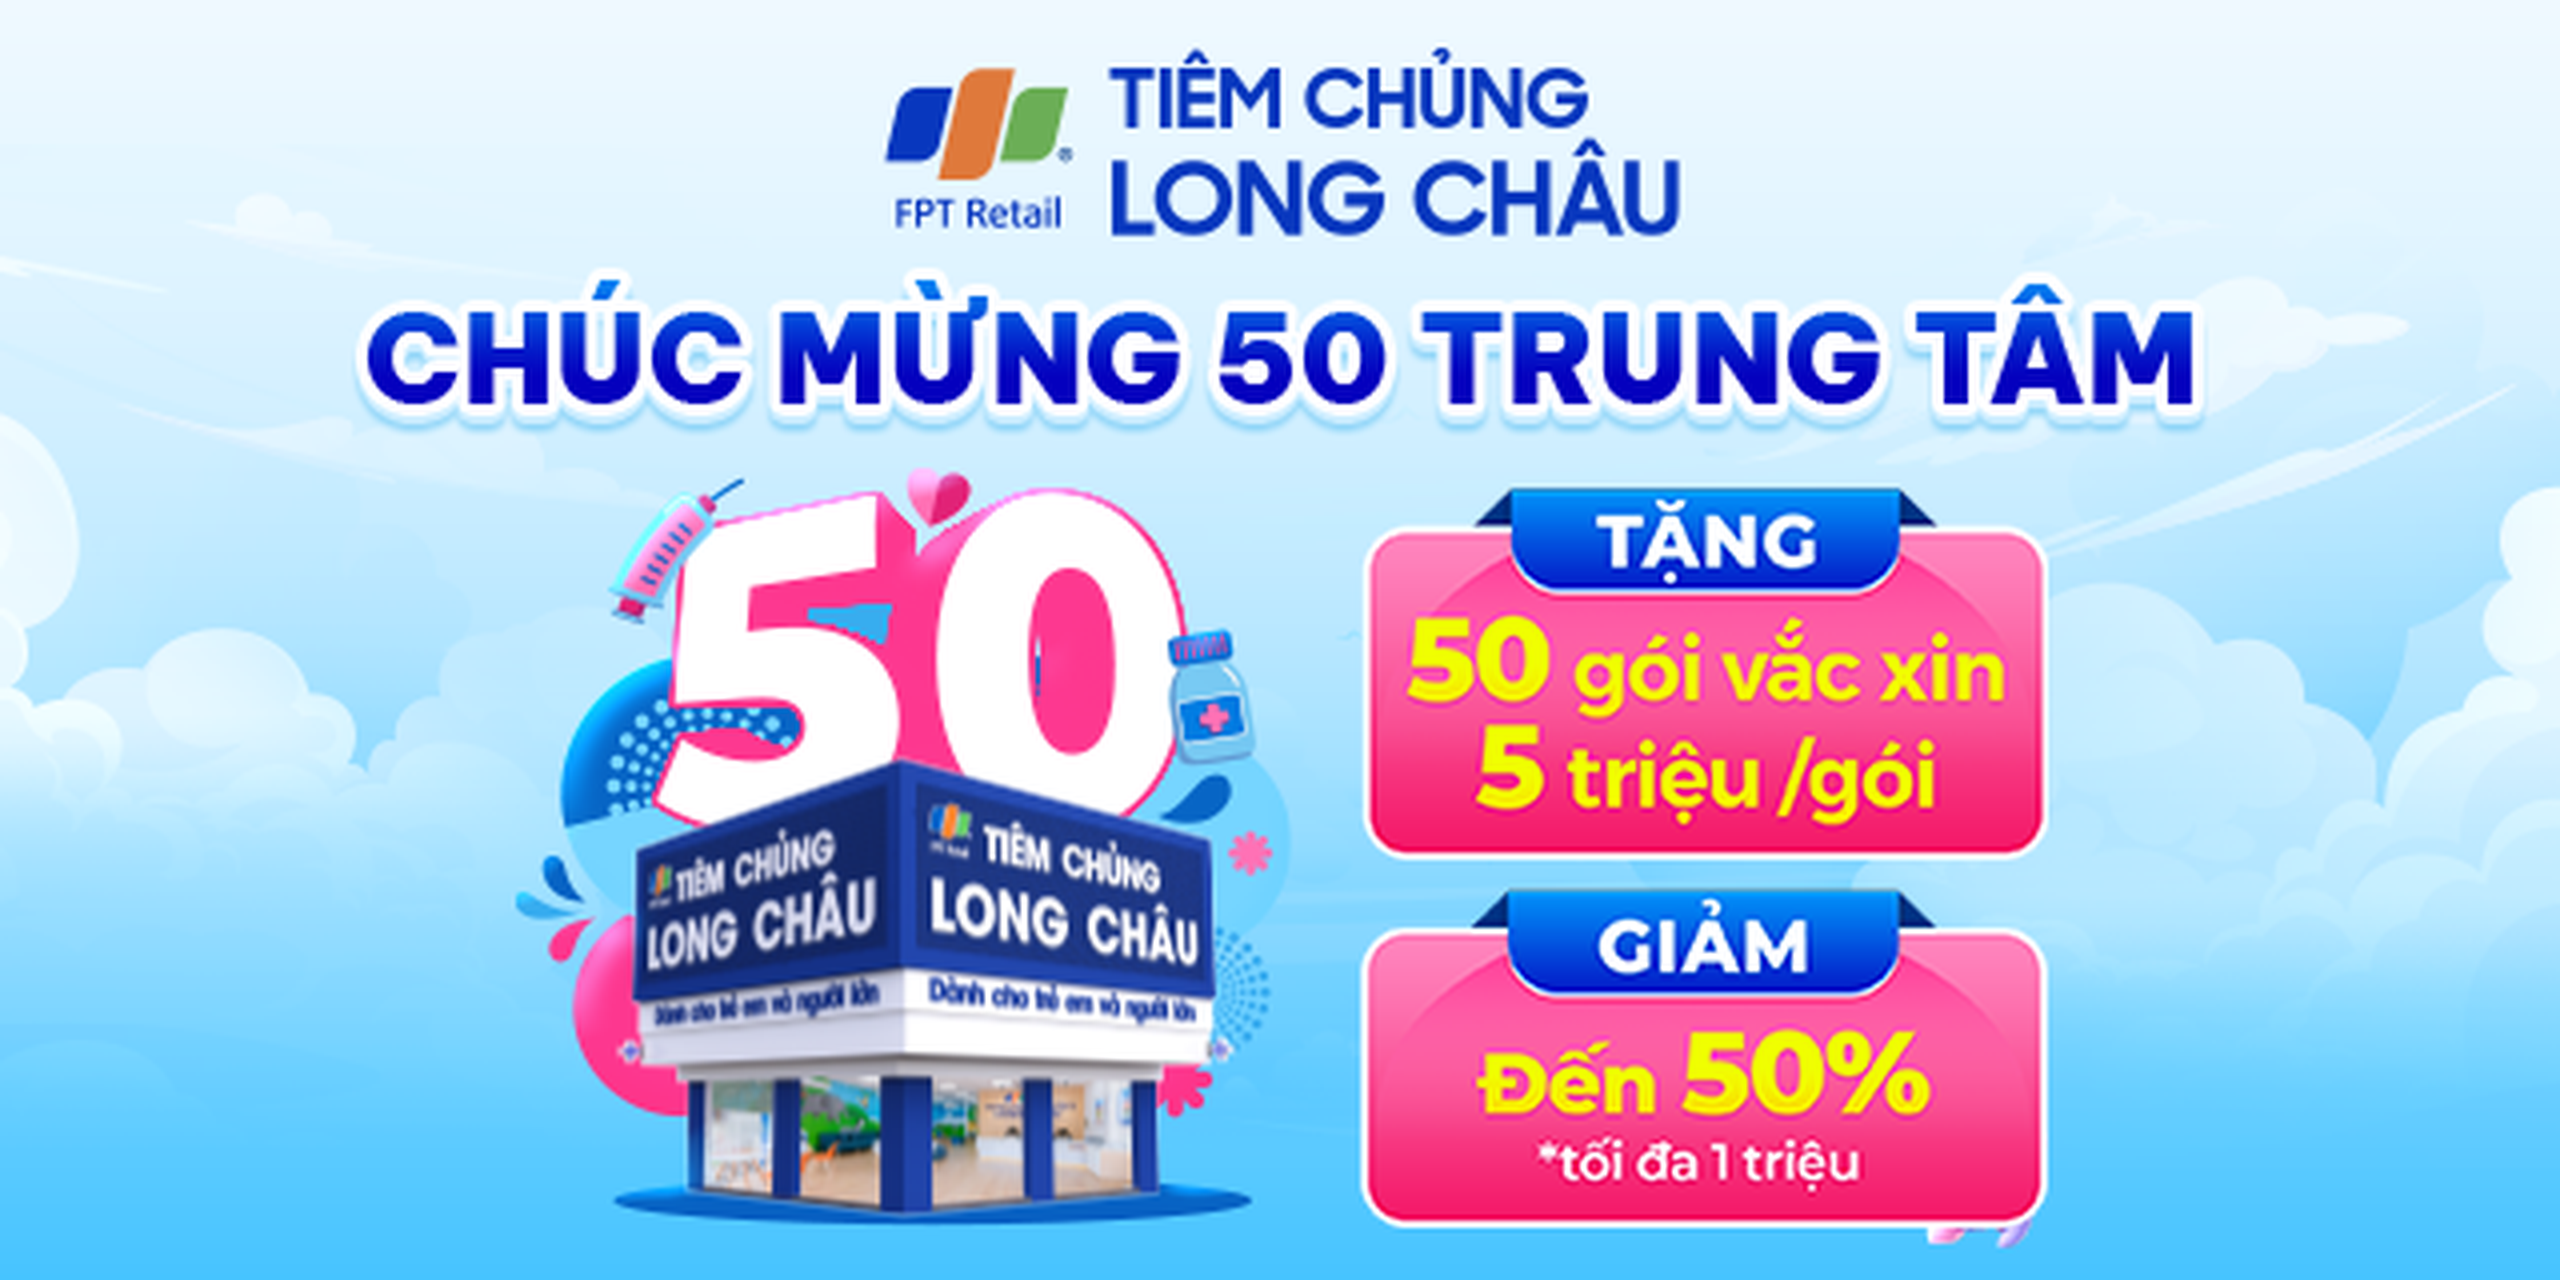 FPT Retail
TIÊM CHỦNG
LONG CHÂU
CHÚC MỪNG 50 TRUNG TÂM
50
TIÊM CHỦNG
LONG CHÂU
Dành cho trẻ em và người lớn
TIÊM CHỦNG
LONG CHÂU
Dành cho trẻ em và người lớn
TẶNG
50 gói vắc xin
5 triệu /gói
GIẢM
Đến 50%
*tối đa 1 triệu